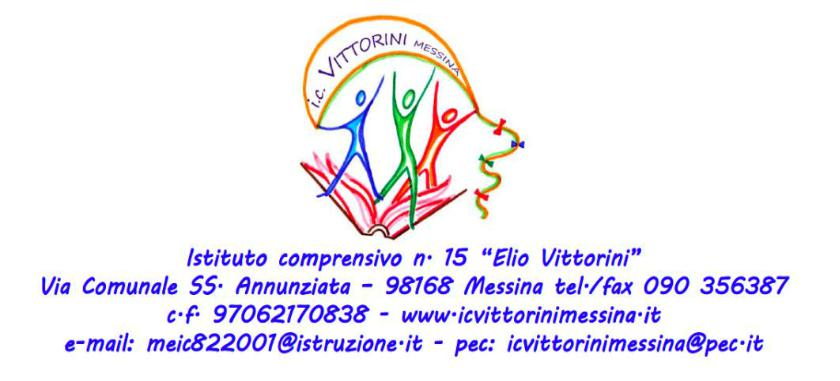 i.c. VITTORINI MESSINA
Istituto comprensivo n. 15 “Elio Vittorini”
Via Comunale SS. Annunziata – 98168 Messina tel./fax 090 356387
c.f. 97062170838 - www.icvittorinimessina.it
e-mail: meic822001@istruzione.it - pec: icvittorinimessina@pec.it